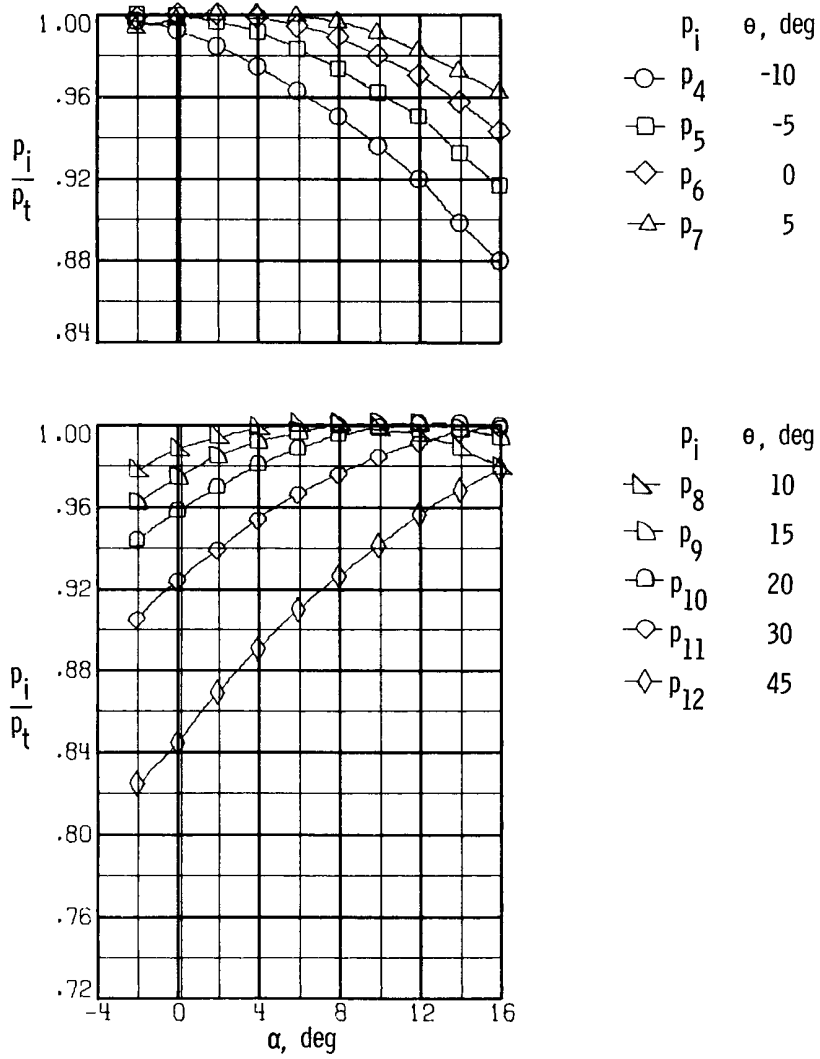 1.00
.96
.92
.88
.84
p_i
p_t
p_i θ, deg
p_4 -10
p_5 -5
p_6 0
p_7 5
1.00
.96
.92
.88
.84
.80
.76
.72
p_i
p_t
-4 0 4 8 12 16
α, deg
p_i θ, deg
p_8 10
p_9 15
p_10 20
p_11 30
p_12 45